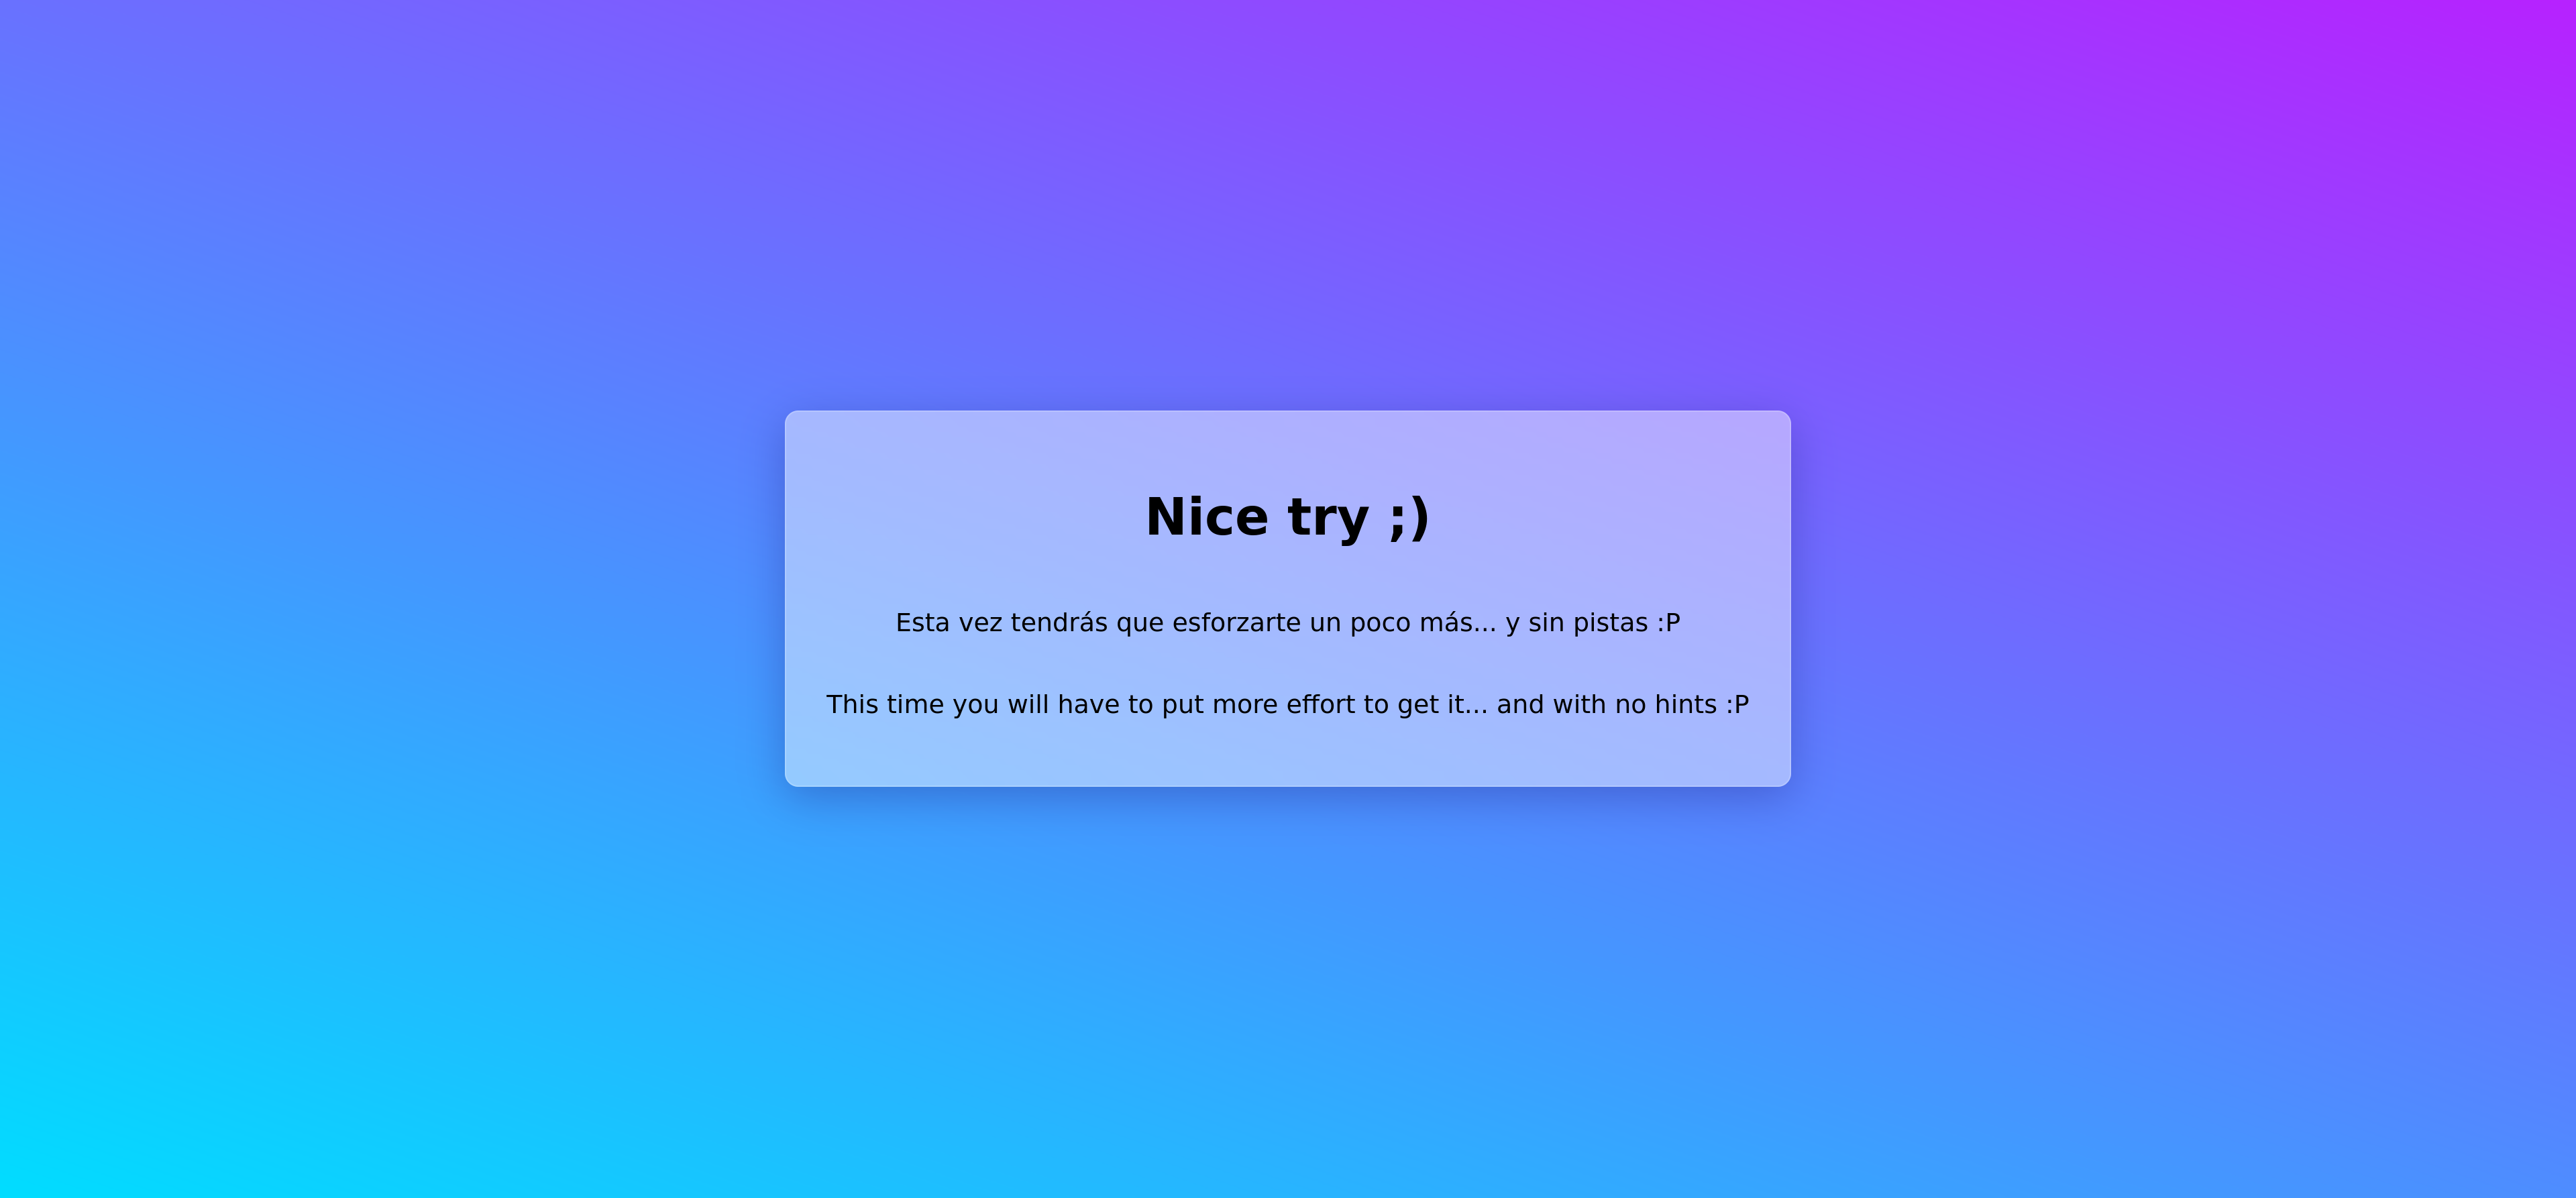 Nice try ;)
Esta vez tendrás que esforzarte un poco más... y sin pistas :P
This time you will have to put more effort to get it... and with no hints :P